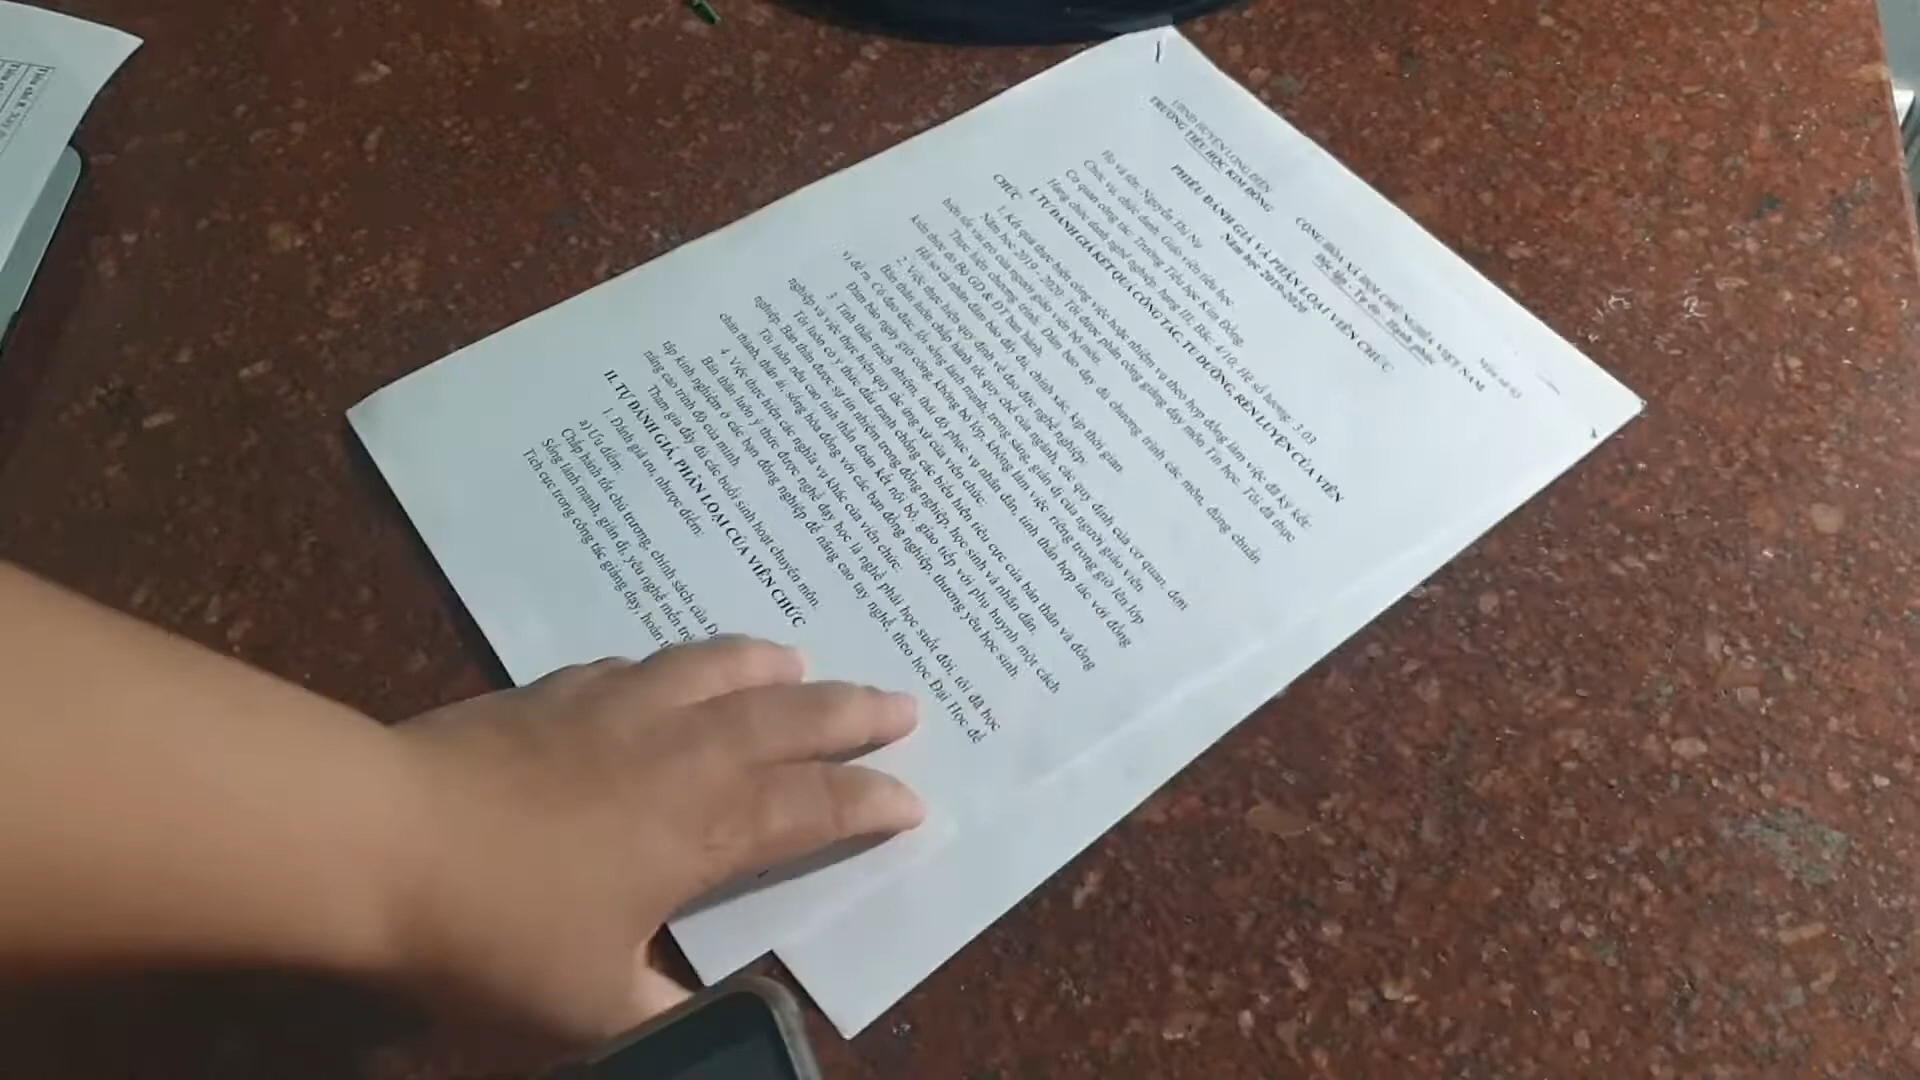 UBND HUYỆN LONG ĐIỀN
TRƯỜNG TIỂU HỌC KIM ĐỒNG
CỘNG HÒA XÃ HỘI CHỦ NGHĨA VIỆT NAM
Độc lập - Tự do - Hạnh phúc
Mẫu số 03
PHIẾU ĐÁNH GIÁ VÀ PHÂN LOẠI VIÊN CHỨC
Năm học 2019-2020
Họ và tên: Nguyễn Thị Nụ
Chức vụ, chức danh: Giáo viên tiểu học.
Cơ quan công tác: Trường Tiểu học Kim Đồng.
Hạng chức danh nghề nghiệp: hạng III. Bậc: 4/10; Hệ số lương: 3.03
I. TỰ ĐÁNH GIÁ KẾT QUẢ CÔNG TÁC, TU DƯỠNG, RÈN LUYỆN CỦA VIÊN
CHỨC
1. Kết quả thực hiện công việc hoặc nhiệm vụ theo hợp đồng làm việc đã ký kết:
Năm học 2019 - 2020: Tôi được phân công giảng dạy môn Tin học. Tôi đã thực
hiện tốt vai trò của người giáo viên bộ môn.
Thực hiện chương trình: Đảm bảo dạy đủ chương trình các môn, đúng chuẩn
kiến thức do Bộ GD & ĐT ban hành.
Hồ sơ cá nhân đảm bảo đầy đủ, chính xác, kịp thời gian.
2. Việc thực hiện quy định về đạo đức nghề nghiệp:
Bản thân luôn chấp hành tốt quy chế của ngành, các quy định của cơ quan, đơn
vị đề ra. Có đạo đức, lối sống lành mạnh, trong sáng, giản dị của người giáo viên
Đảm bảo ngày giờ công, không bỏ lớp, không làm việc riêng trong giờ lên lớp
3. Tinh thần trách nhiệm, thái độ phục vụ nhân dân, tinh thần hợp tác với đồng
nghiệp và việc thực hiện quy tắc ứng xử của viên chức:
Tôi luôn có ý thức đấu tranh chống các biểu hiện tiêu cực của bản thân và đồng
nghiệp. Bản thân được sự tín nhiệm trong đồng nghiệp, học sinh và nhân dân.
Tôi luôn nêu cao tinh thần đoàn kết nội bộ, giao tiếp với phụ huynh một cách
chân thành, thân ái, sống hòa đồng với các bạn đồng nghiệp, thương yêu học sinh.
4. Việc thực hiện các nghĩa vụ khác của viên chức:
Bản thân luôn ý thức được nghề dạy học là nghề phải học suốt đời, tôi đã học
tập kinh nghiệm ở các bạn đồng nghiệp để nâng cao tay nghề, theo học Đại Học để
nâng cao trình độ của mình.
Tham gia đầy đủ các buổi sinh hoạt chuyên môn.
II. TỰ ĐÁNH GIÁ, PHÂN LOẠI CỦA VIÊN CHỨC
1. Đánh giá ưu, nhược điểm:
a) Ưu điểm:
Chấp hành tốt chủ trương, chính sách của
Sống lành mạnh, giản dị, yêu nghề mến
Tích cực trong công tác giảng dạy, hoàn